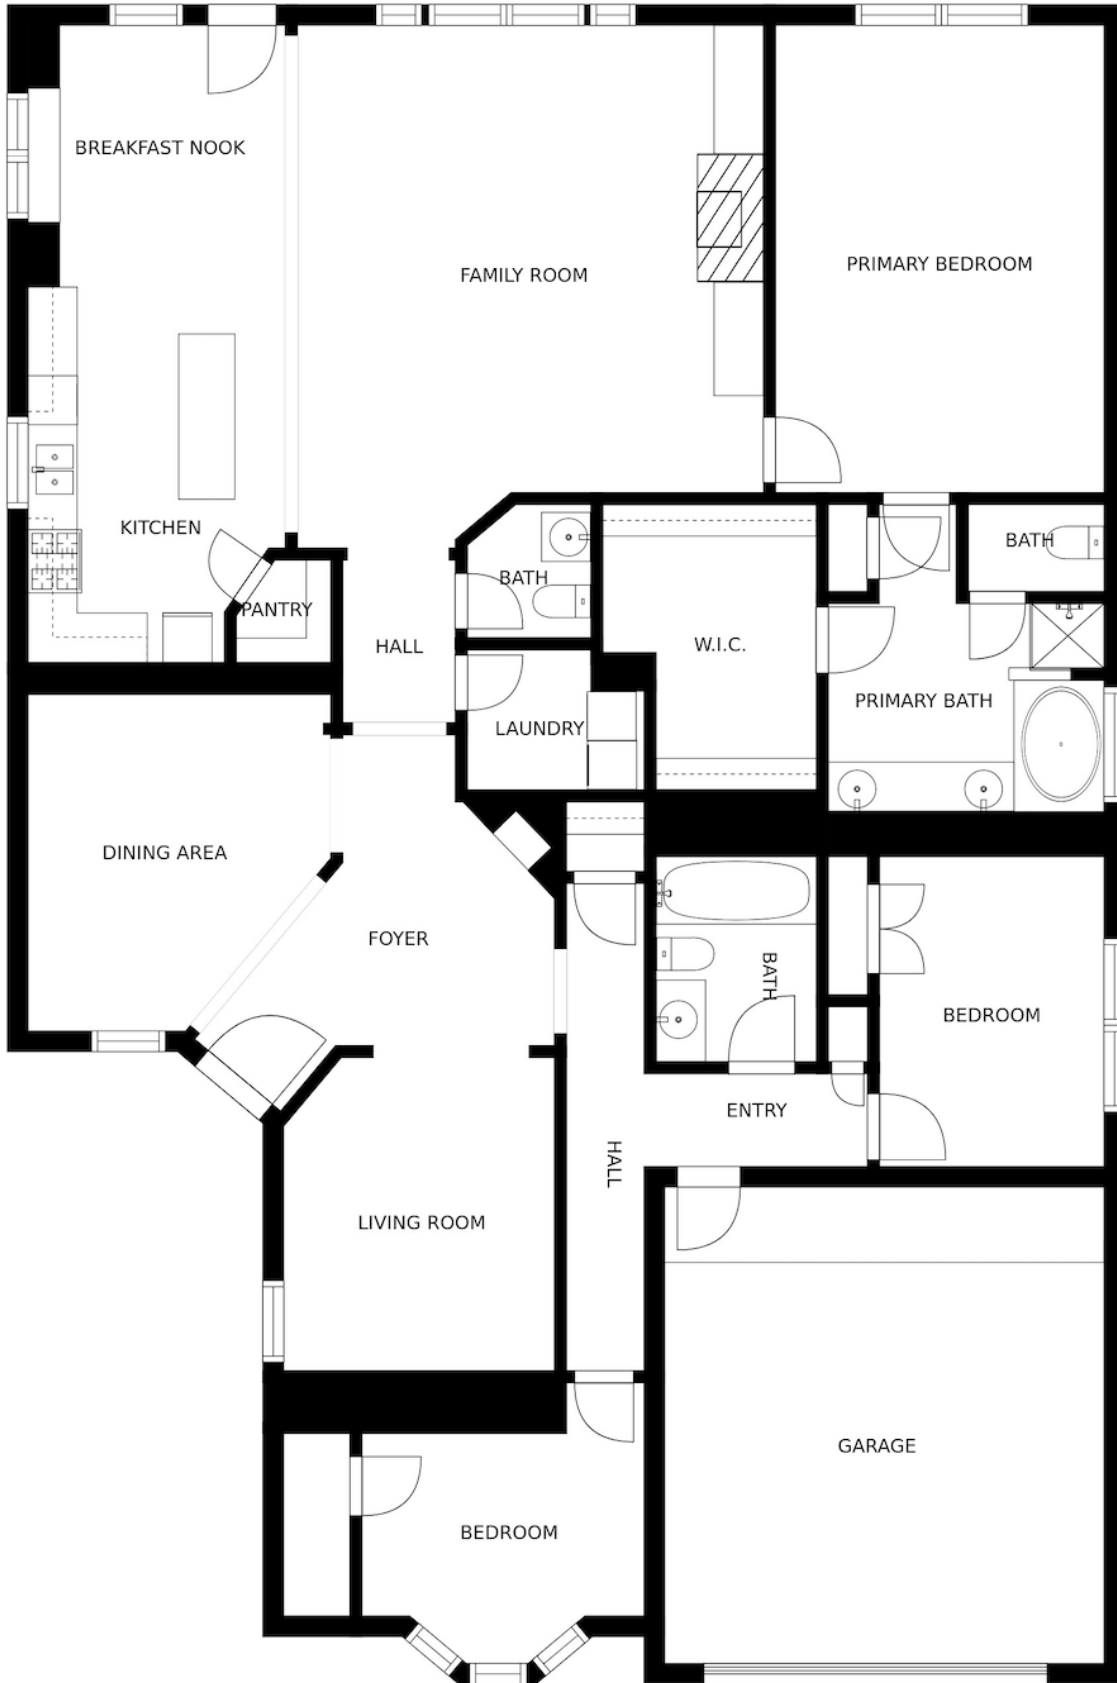 BREAKFAST NOOK
FAMILY ROOM
PRIMARY BEDROOM
KITCHEN
BATH
BATH
PANTRY
HALL
W.I.C.
PRIMARY BATH
LAUNDRY
DINING AREA
FOYER
BATH
BEDROOM
ENTRY
HALL
LIVING ROOM
GARAGE
BEDROOM